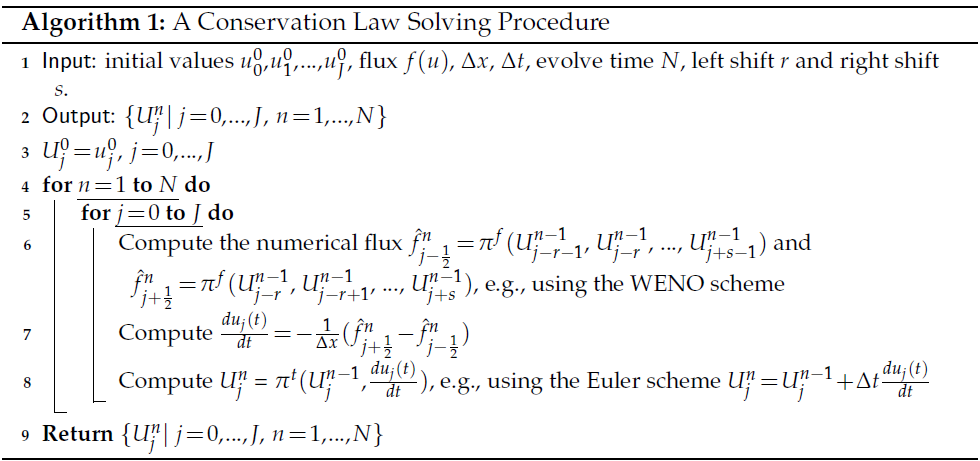 Algorithm 1: A Conservation Law Solving Procedure
1 Input: initial values $u_0^0, u_1^0, ..., u_J^0$, flux $f(u)$, $\Delta x$, $\Delta t$, evolve time $N$, left shift $r$ and right shift
$s$.
2 Output: $\{U_j^n | j=0,...,J, n=1,...,N\}$
3 $U_j^0 = u_j^0, j=0,...,J$
4 for $n=1$ to $N$ do
5 for $j=0$ to $J$ do
6 Compute the numerical flux $\hat{f}_{j-\frac{1}{2}}^n = \pi^f(U_{j-r-1}^{n-1}, U_{j-r}^{n-1}, ..., U_{j+s-1}^{n-1})$ and
$\hat{f}_{j+\frac{1}{2}}^n = \pi^f(U_{j-r}^{n-1}, U_{j-r+1}^{n-1}, ..., U_{j+s}^{n-1})$, e.g., using the WENO scheme
7 Compute $\frac{du_j(t)}{dt} = -\frac{1}{\Delta x}(\hat{f}_{j+\frac{1}{2}}^n - \hat{f}_{j-\frac{1}{2}}^n)$
8 Compute $U_j^n = \pi^t(U_j^{n-1}, \frac{du_j(t)}{dt})$, e.g., using the Euler scheme $U_j^n = U_j^{n-1} + \Delta t \frac{du_j(t)}{dt}$
9 Return $\{U_j^n | j=0,...,J, n=1,...,N\}$